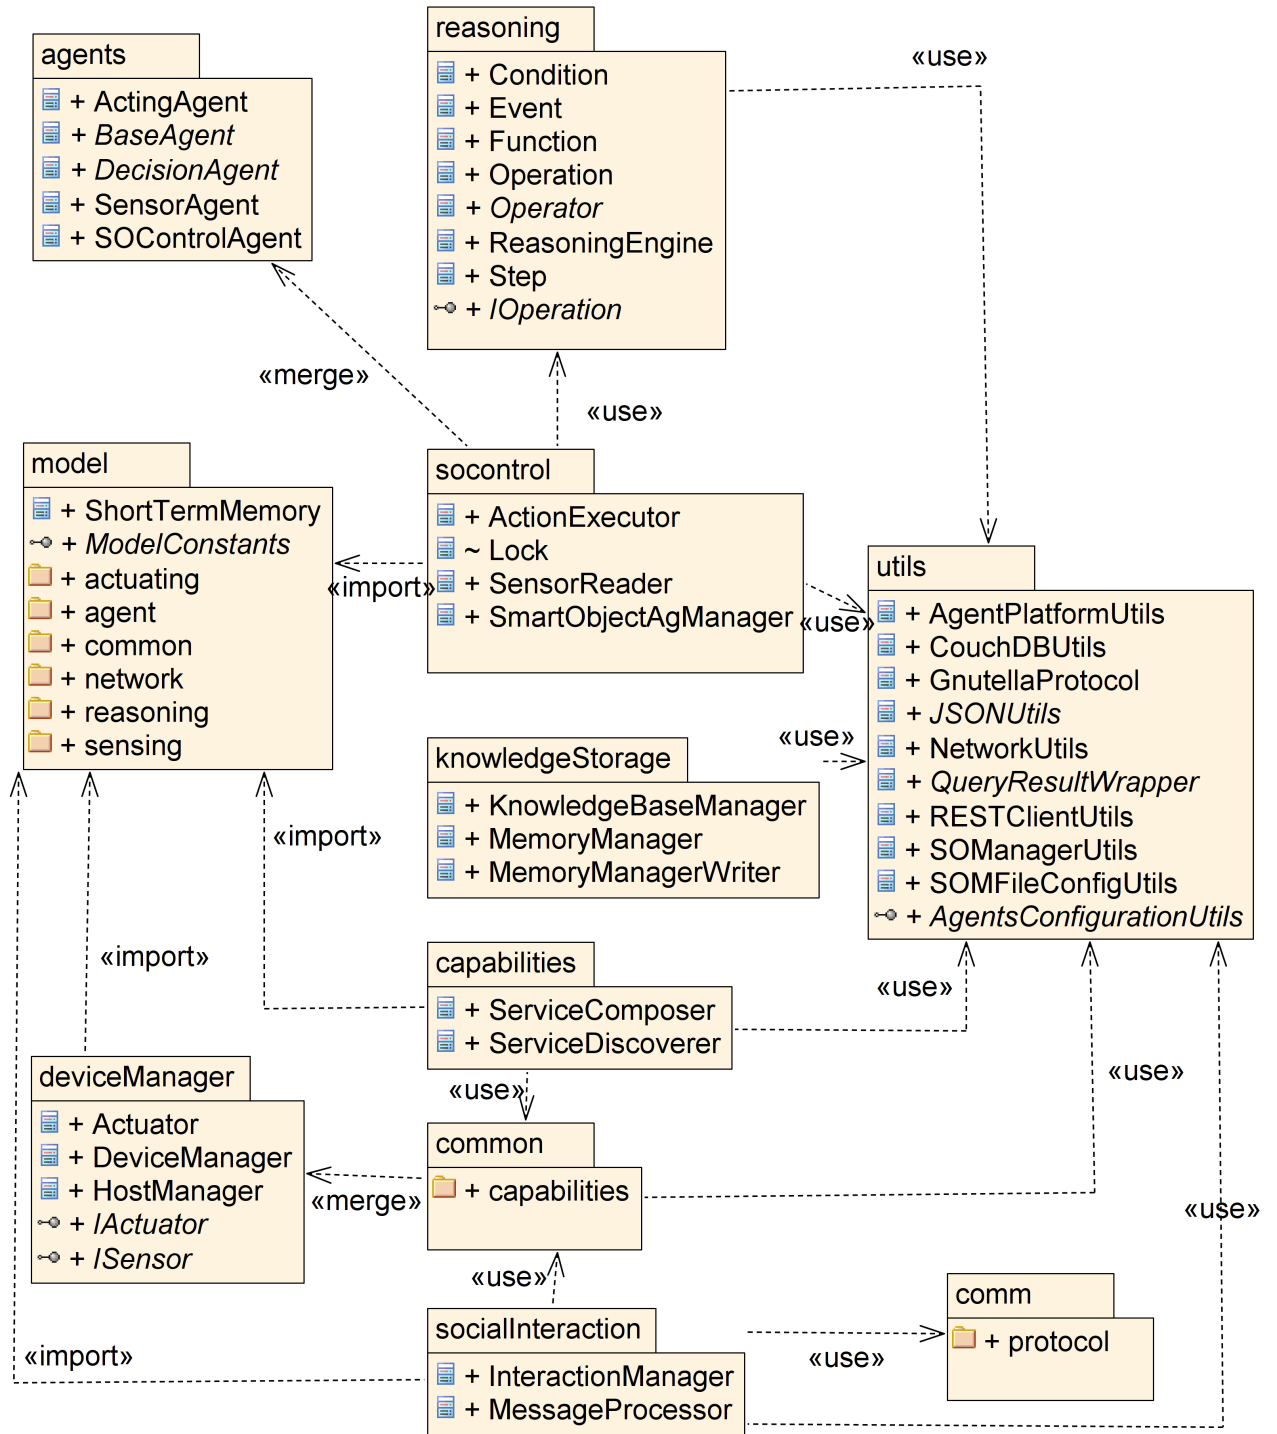 agents
+ ActingAgent
+ BaseAgent
+ DecisionAgent
+ SensorAgent
+ SOControlAgent
reasoning
+ Condition
+ Event
+ Function
+ Operation
+ Operator
+ ReasoningEngine
+ Step
+ IOperation
«use»
«merge»
«use»
model
+ ShortTermMemory
+ ModelConstants
+ actuating
+ agent
+ common
+ network
+ reasoning
+ sensing
«import»
socontrol
+ ActionExecutor
~ Lock
+ SensorReader
+ SmartObjectAgManager
«use»
utils
+ AgentPlatformUtils
+ CouchDBUtils
+ GnutellaProtocol
+ JSONUtils
+ NetworkUtils
+ QueryResultWrapper
+ RESTClientUtils
+ SOManagerUtils
+ SOMFileConfigUtils
+ AgentsConfigurationUtils
«use»
knowledgeStorage
+ KnowledgeBaseManager
+ MemoryManager
+ MemoryManagerWriter
«import»
«import»
capabilities
+ ServiceComposer
+ ServiceDiscoverer
«use»
«use»
«use»
deviceManager
+ Actuator
+ DeviceManager
+ HostManager
+ IActuator
+ ISensor
«merge»
common
+ capabilities
«use»
«use»
socialInteraction
+ InteractionManager
+ MessageProcessor
«import»
«use»
comm
+ protocol